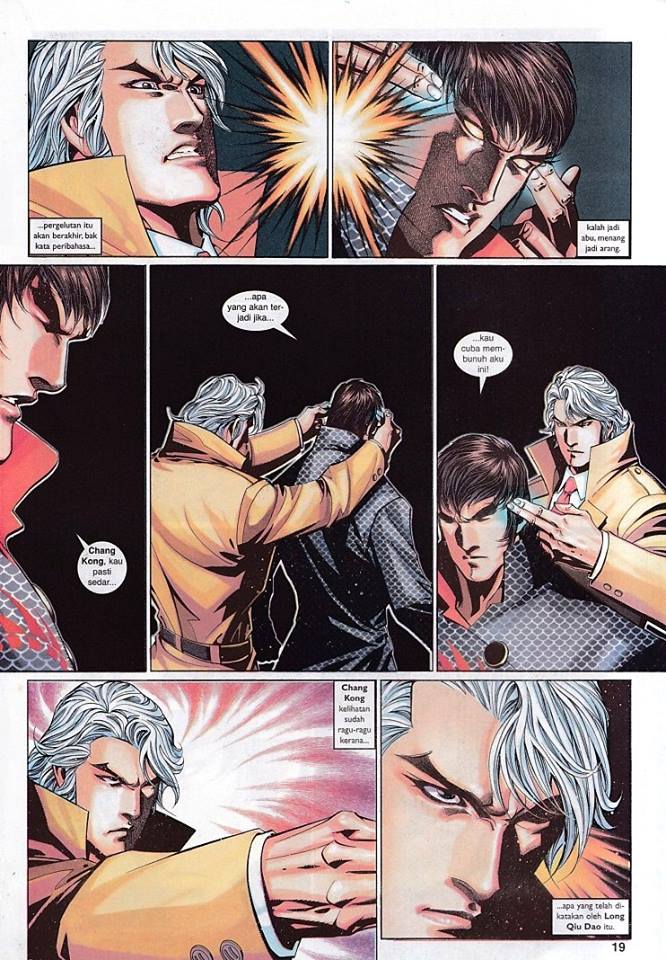 ...pergelutan itu
akan berakhir, bak
kata peribahasa...
kalah jadi
abu, menang
jadi arang.
Chang
Kong, kau
pasti
sedar...
...apa
yang akan ter-
jadi jika...
...kau
cuba mem-
bunuh aku
ini!
Chang
Kong
kelihatan
sudah
ragu-ragu
kerana...
...apa yang telah di-
katakan oleh Long
Qiu Dao itu.
19